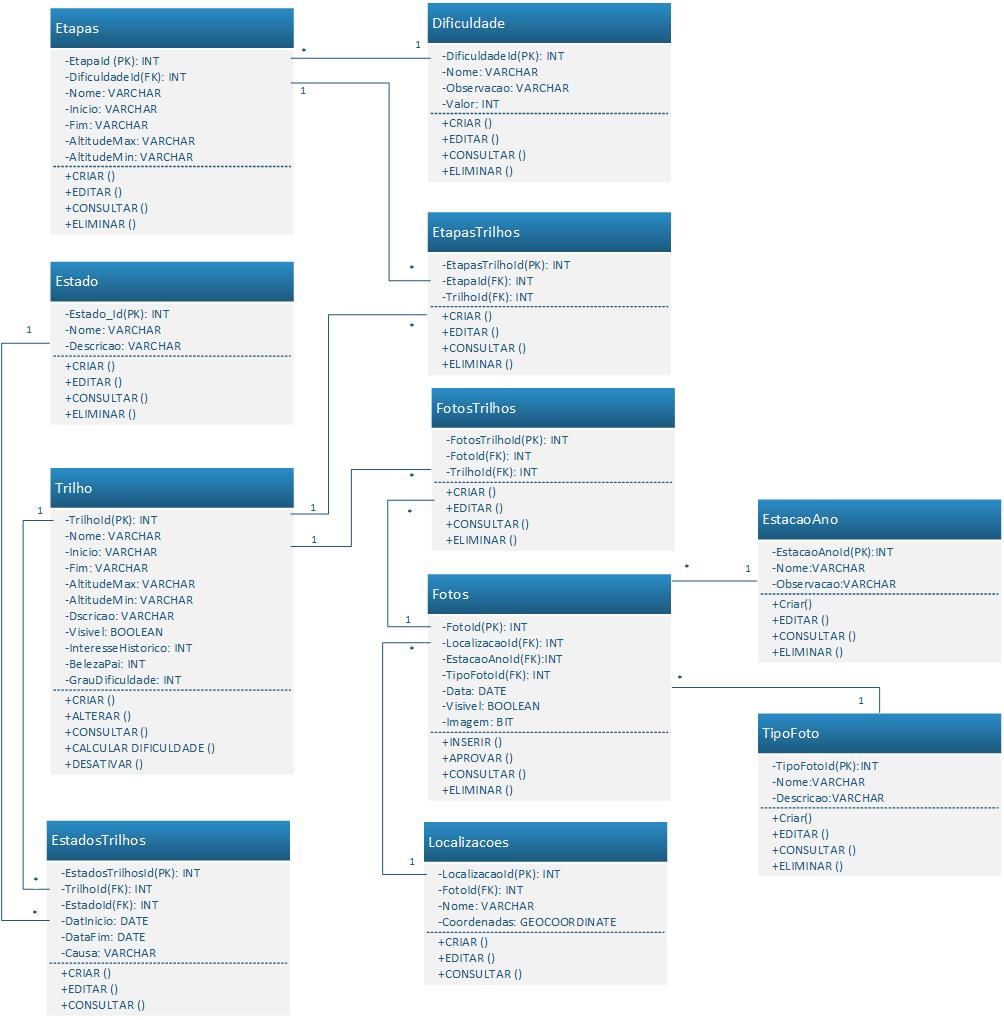 Etapas
-EtapaId (PK): INT
-DificuldadeId(FK): INT
-Nome: VARCHAR
-Inicio: VARCHAR
-Fim: VARCHAR
-AltitudeMax: VARCHAR
-AltitudeMin: VARCHAR
+CRIAR ()
+EDITAR ()
+CONSULTAR ()
+ELIMINAR ()
*
1
1
Dificuldade
-DificuldadeId(PK): INT
-Nome: VARCHAR
-Observacao: VARCHAR
-Valor: INT
+CRIAR ()
+EDITAR ()
+CONSULTAR ()
+ELIMINAR ()
EtapasTrilhos
-EtapasTrilhoId(PK): INT
-EtapaId(FK): INT
-TrilhoId(FK): INT
+CRIAR ()
+EDITAR ()
+CONSULTAR ()
+ELIMINAR ()
*
*
Estado
-Estado_Id(PK): INT
-Nome: VARCHAR
-Descricao: VARCHAR
+CRIAR ()
+EDITAR ()
+CONSULTAR ()
+ELIMINAR ()
1
FotosTrilhos
-FotosTrilhoId(PK): INT
-FotoId(FK): INT
-TrilhoId(FK): INT
+CRIAR ()
+EDITAR ()
+CONSULTAR ()
+ELIMINAR ()
*
*
Trilho
-TrilhoId(PK): INT
-Nome: VARCHAR
-Inicio: VARCHAR
-Fim: VARCHAR
-AltitudeMax: VARCHAR
-AltitudeMin: VARCHAR
-Dscricao: VARCHAR
-Visivel: BOOLEAN
-InteresseHistorico: INT
-BelezaPai: INT
-GrauDificuldade: INT
+CRIAR ()
+ALTERAR ()
+CONSULTAR ()
+CALCULAR DIFICULDADE ()
+DESATIVAR ()
1
1
1
Fotos
-FotoId(PK): INT
-LocalizacaoId(FK): INT
-EstacaoAnoId(FK):INT
-TipoFotoId(FK): INT
-Data: DATE
-Visivel: BOOLEAN
-Imagem: BIT
+INSERIR ()
+APROVAR ()
+CONSULTAR ()
+ELIMINAR ()
1
*
*
1
*
1
EstacaoAno
-EstacaoAnoId(PK):INT
-Nome:VARCHAR
-Observacao:VARCHAR
+Criar()
+EDITAR ()
+CONSULTAR ()
+ELIMINAR ()
TipoFoto
-TipoFotoId(PK):INT
-Nome:VARCHAR
-Descricao:VARCHAR
+Criar()
+EDITAR ()
+CONSULTAR ()
+ELIMINAR ()
EstadosTrilhos
-EstadosTrilhosId(PK): INT
-TrilhoId(FK): INT
-EstadoId(FK): INT
-DatInicio: DATE
-DataFim: DATE
-Causa: VARCHAR
+CRIAR ()
+EDITAR ()
+CONSULTAR ()
*
*
Localizacoes
-LocalizacaoId(PK): INT
-FotoId(FK): INT
-Nome: VARCHAR
-Coordenadas: GEOCOORDINATE
+CRIAR ()
+EDITAR ()
+CONSULTAR ()
1